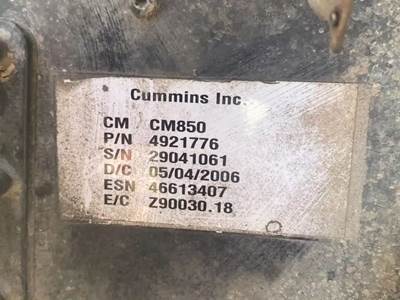 Cummins Inc.
CM CM850
P/N 4921776
S/N 29041061
D/C 05/04/2006
ESN 46613407
E/C Z90030.18